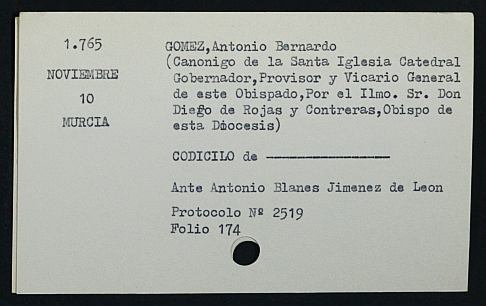 1.765
NOVIEMBRE
10
MURCIA
GOMEZ,Antonio Bernardo
(Canonigo de la Santa Iglesia Catedral
Gobernador,Provisor y Vicario General
de este Obispado,Por el Ilmo. Sr. Don
Diego de Rojas y Contreras,Obispo de
esta Diocesis)
CODICILO de -----------------
Ante Antonio Blanes Jimenez de Leon
Protocolo Nº 2519
Folio 174